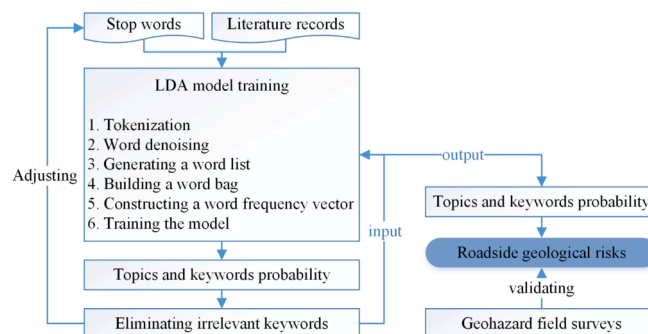 Stop words
Literature records
LDA model training
1. Tokenization
2. Word denoising
3. Generating a word list
4. Building a word bag
5. Constructing a word frequency vector
6. Training the model
Adjusting
output
input
Topics and keywords probability
Eliminating irrelevant keywords
Topics and keywords probability
Roadside geological risks
validating
Geohazard field surveys